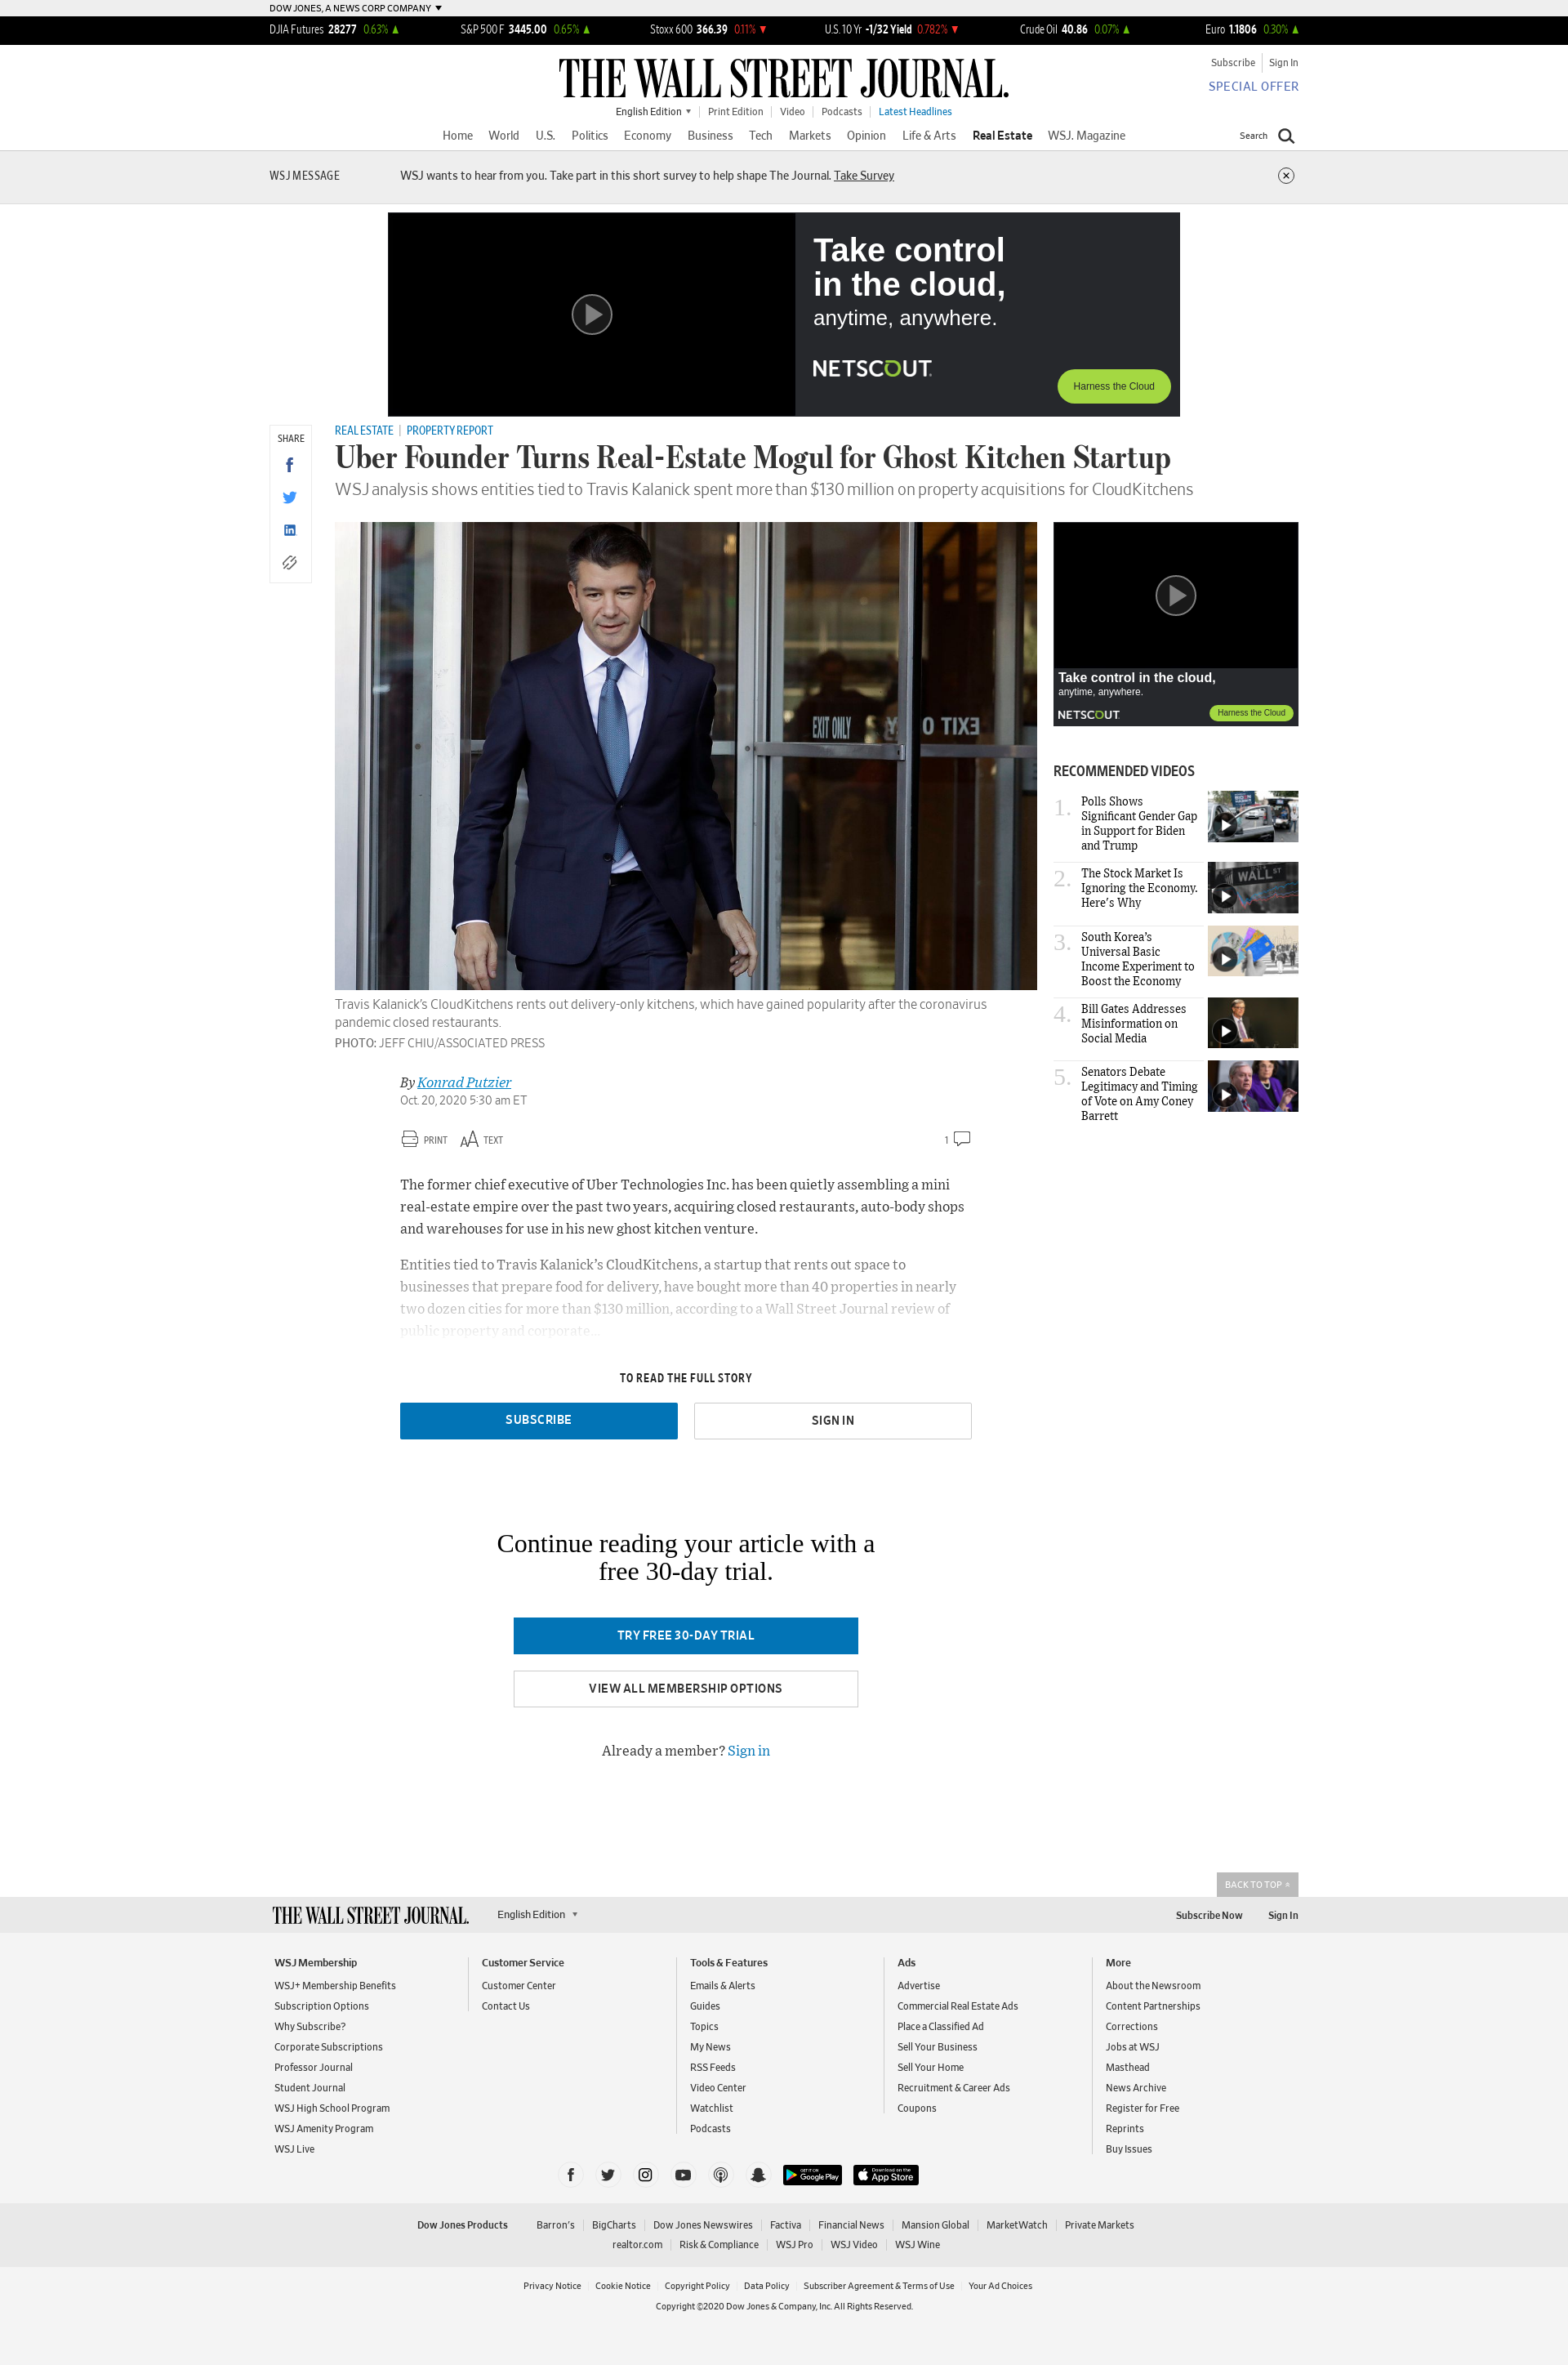 DOW JONES, A NEWS CORP COMPANY
DJIA Futures 28277 0.63% S&P 500 F 3445.00 0.65% Stoxx 600 366.39 0.11% U.S. 10 Yr -1/32 Yield 0.782% Crude Oil 40.86 0.07% Euro 1.1806 0.30%
THE WALL STREET JOURNAL.
Subscribe Sign In
SPECIAL OFFER
English Edition Print Edition Video Podcasts Latest Headlines
Home World U.S. Politics Economy Business Tech Markets Opinion Life & Arts Real Estate WSJ. Magazine Search
WSJ MESSAGE WSJ wants to hear from you. Take part in this short survey to help shape The Journal. Take Survey
Take control
in the cloud,
anytime, anywhere.
NETSCOUT.
Harness the Cloud
SHARE
REAL ESTATE | PROPERTY REPORT
Uber Founder Turns Real-Estate Mogul for Ghost Kitchen Startup
WSJ analysis shows entities tied to Travis Kalanick spent more than $130 million on property acquisitions for CloudKitchens
EXIT ONLY
Travis Kalanick's CloudKitchens rents out delivery-only kitchens, which have gained popularity after the coronavirus
pandemic closed restaurants.
PHOTO: JEFF CHIU/ASSOCIATED PRESS
By Konrad Putzier
Oct. 20, 2020 5:30 am ET
PRINT TEXT 1
The former chief executive of Uber Technologies Inc. has been quietly assembling a mini
real-estate empire over the past two years, acquiring closed restaurants, auto-body shops
and warehouses for use in his new ghost kitchen venture.
Entities tied to Travis Kalanick’s CloudKitchens, a startup that rents out space to
businesses that prepare food for delivery, have bought more than 40 properties in nearly
two dozen cities for more than $130 million, according to a Wall Street Journal review of
public property and corporate...
TO READ THE FULL STORY
SUBSCRIBE SIGN IN
Continue reading your article with a
free 30-day trial.
TRY FREE 30-DAY TRIAL
VIEW ALL MEMBERSHIP OPTIONS
Already a member? Sign in
Take control in the cloud,
anytime, anywhere.
NETSCOUT.
Harness the Cloud
RECOMMENDED VIDEOS
1. Polls Shows
Significant Gender Gap
in Support for Biden
and Trump
2. The Stock Market Is
Ignoring the Economy.
Here's Why
WALL ST
3. South Korea’s
Universal Basic
Income Experiment to
Boost the Economy
4. Bill Gates Addresses
Misinformation on
Social Media
5. Senators Debate
Legitimacy and Timing
of Vote on Amy Coney
Barrett
BACK TO TOP
THE WALL STREET JOURNAL. English Edition Subscribe Now Sign In
WSJ Membership
WSJ+ Membership Benefits
Subscription Options
Why Subscribe?
Corporate Subscriptions
Professor Journal
Student Journal
WSJ High School Program
WSJ Amenity Program
WSJ Live
Customer Service
Customer Center
Contact Us
Tools & Features
Emails & Alerts
Guides
Topics
My News
RSS Feeds
Video Center
Watchlist
Podcasts
Ads
Advertise
Commercial Real Estate Ads
Place a Classified Ad
Sell Your Business
Sell Your Home
Recruitment & Career Ads
Coupons
More
About the Newsroom
Content Partnerships
Corrections
Jobs at WSJ
Masthead
News Archive
Register for Free
Reprints
Buy Issues
GET IT ON
Google Play
Download on the
App Store
Dow Jones Products Barron's BigCharts Dow Jones Newswires Factiva Financial News Mansion Global MarketWatch Private Markets
realtor.com Risk & Compliance WSJ Pro WSJ Video WSJ Wine
Privacy Notice Cookie Notice Copyright Policy Data Policy Subscriber Agreement & Terms of Use Your Ad Choices
Copyright ©2020 Dow Jones & Company, Inc. All Rights Reserved.